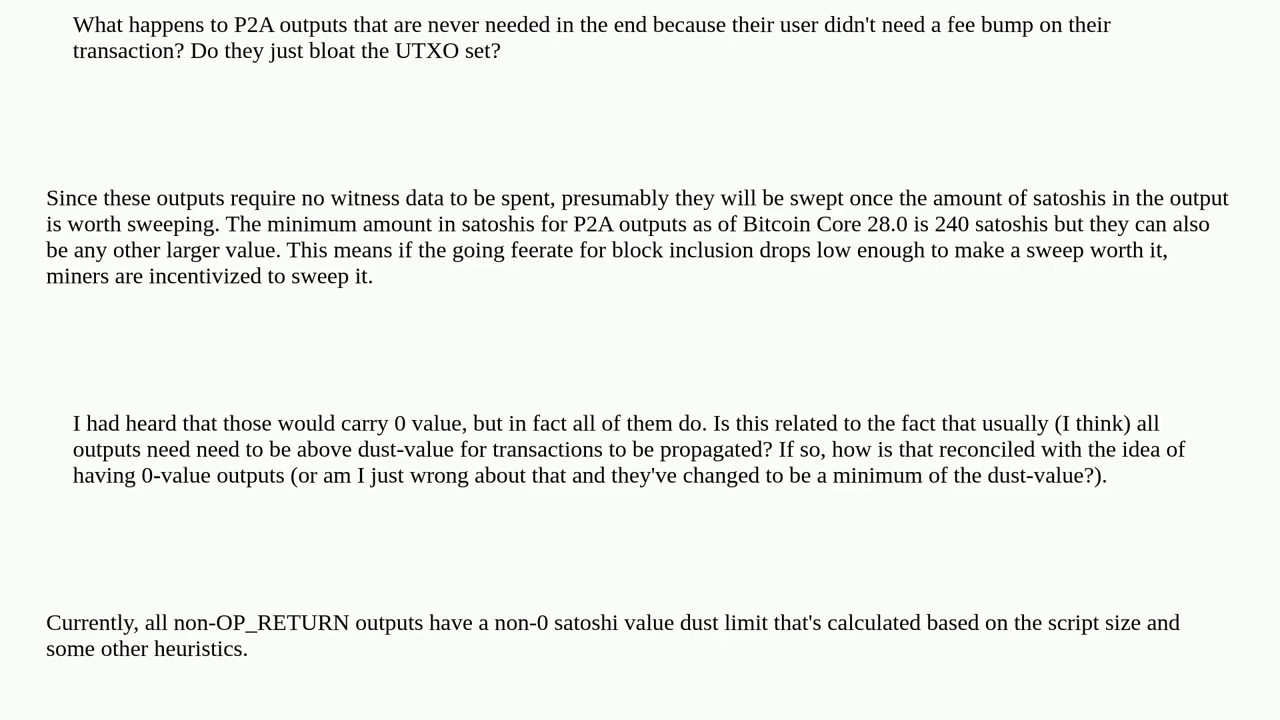 What happens to P2A outputs that are never needed in the end because their user didn't need a fee bump on their
transaction? Do they just bloat the UTXO set?
Since these outputs require no witness data to be spent, presumably they will be swept once the amount of satoshis in the output
is worth sweeping. The minimum amount in satoshis for P2A outputs as of Bitcoin Core 28.0 is 240 satoshis but they can also
be any other larger value. This means if the going feerate for block inclusion drops low enough to make a sweep worth it,
miners are incentivized to sweep it.
I had heard that those would carry 0 value, but in fact all of them do. Is this related to the fact that usually (I think) all
outputs need need to be above dust-value for transactions to be propagated? If so, how is that reconciled with the idea of
having 0-value outputs (or am I just wrong about that and they've changed to be a minimum of the dust-value?).
Currently, all non-OP_RETURN outputs have a non-0 satoshi value dust limit that's calculated based on the script size and
some other heuristics.